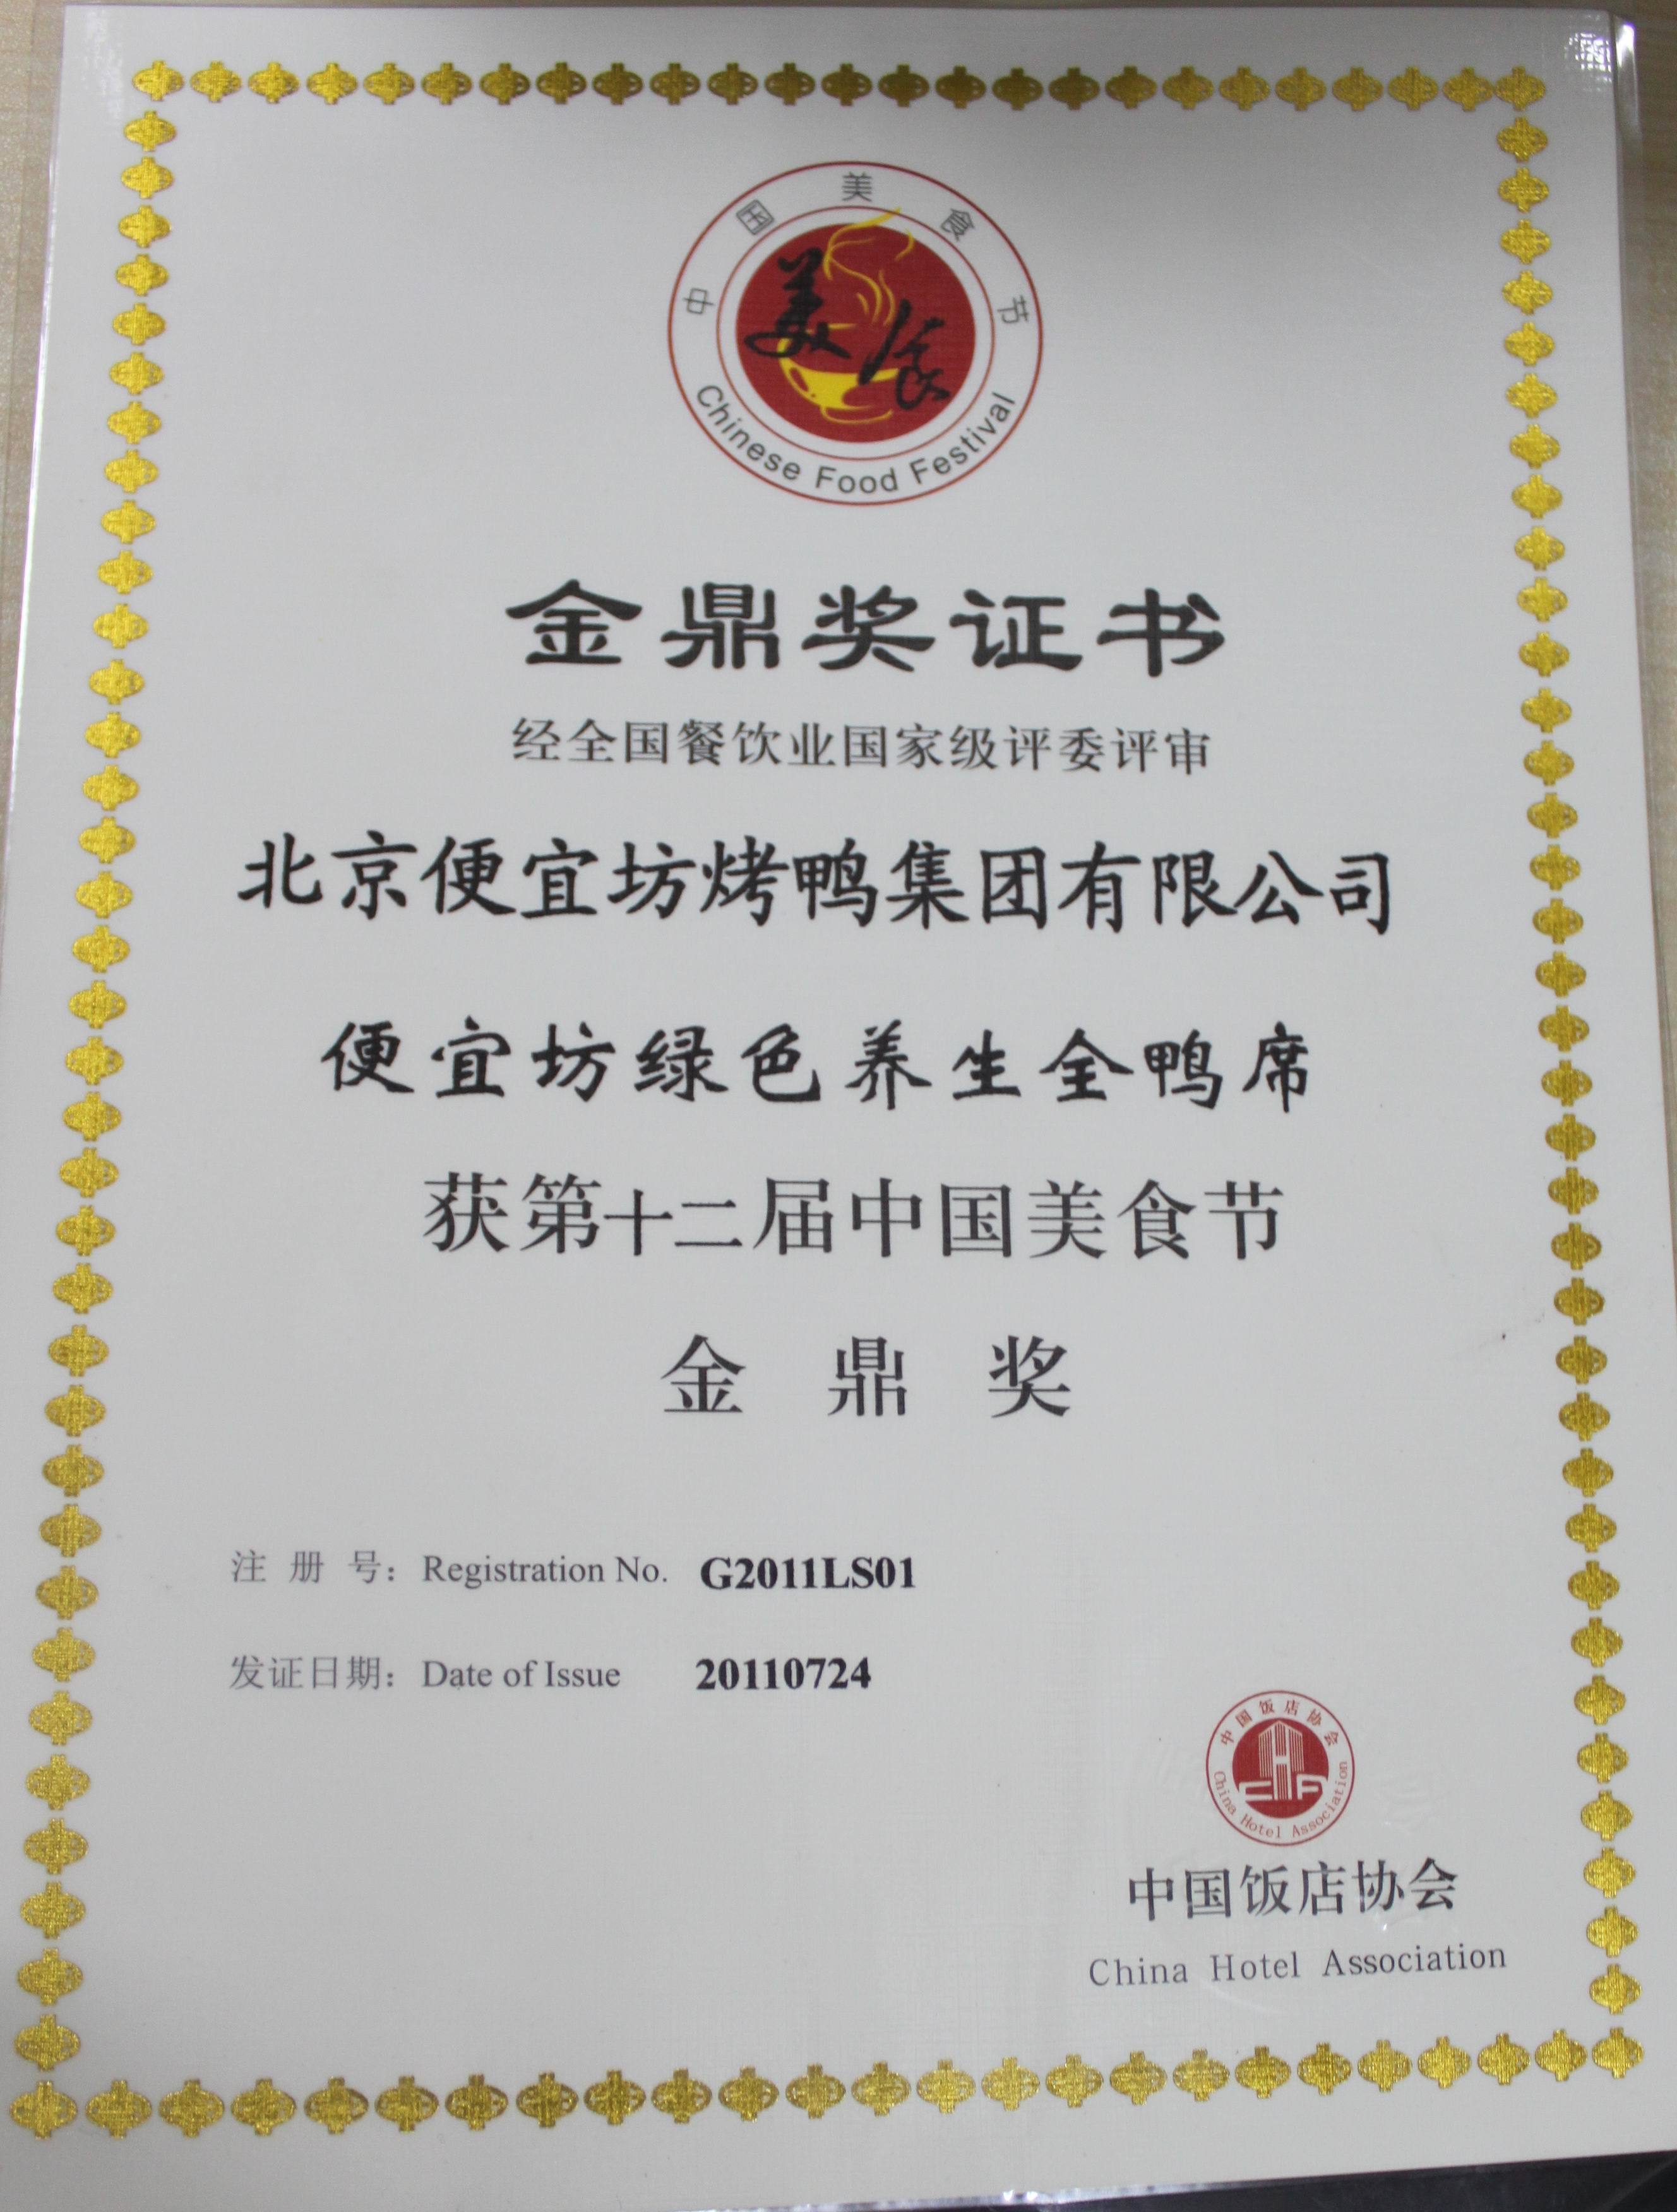 中国美食节
美食
Chinese Food Festival
金鼎奖证书
经全国餐饮业国家级评委评审
北京便宜坊烤鸭集团有限公司
便宜坊绿色养生全鸭席
获第十二届中国美食节
金 鼎 奖
注 册 号：Registration No. G2011LS01
发证日期：Date of Issue 20110724
中国饭店协会
CHA
China Hotel Association
中国饭店协会
China Hotel Association